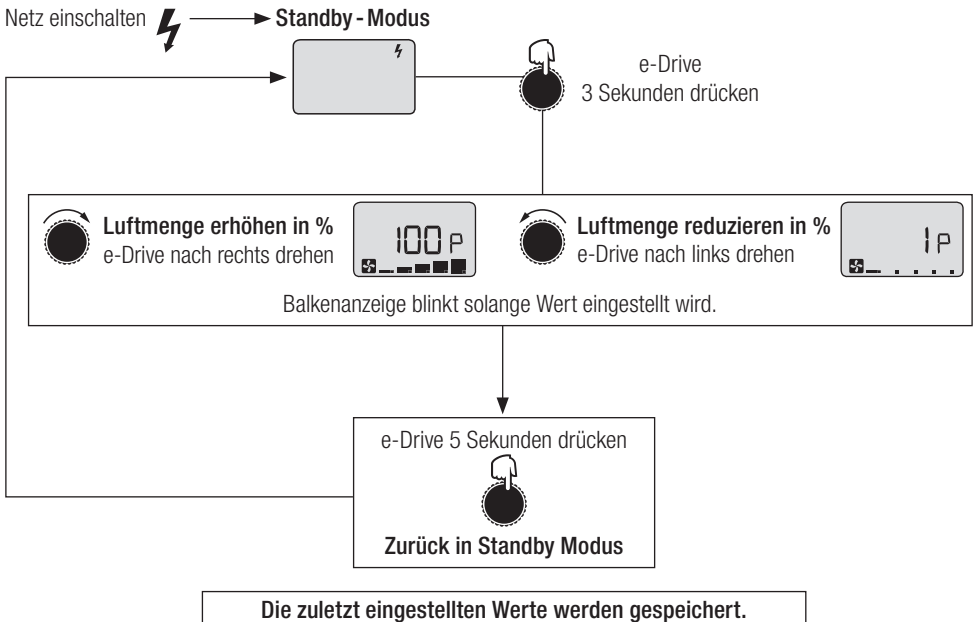 Netz einschalten
Standby - Modus
e-Drive
3 Sekunden drücken
Luftmenge erhöhen in %
e-Drive nach rechts drehen
100 P
Luftmenge reduzieren in %
e-Drive nach links drehen
1 P
Balkenanzeige blinkt solange Wert eingestellt wird.
e-Drive 5 Sekunden drücken
Zurück in Standby Modus
Die zuletzt eingestellten Werte werden gespeichert.